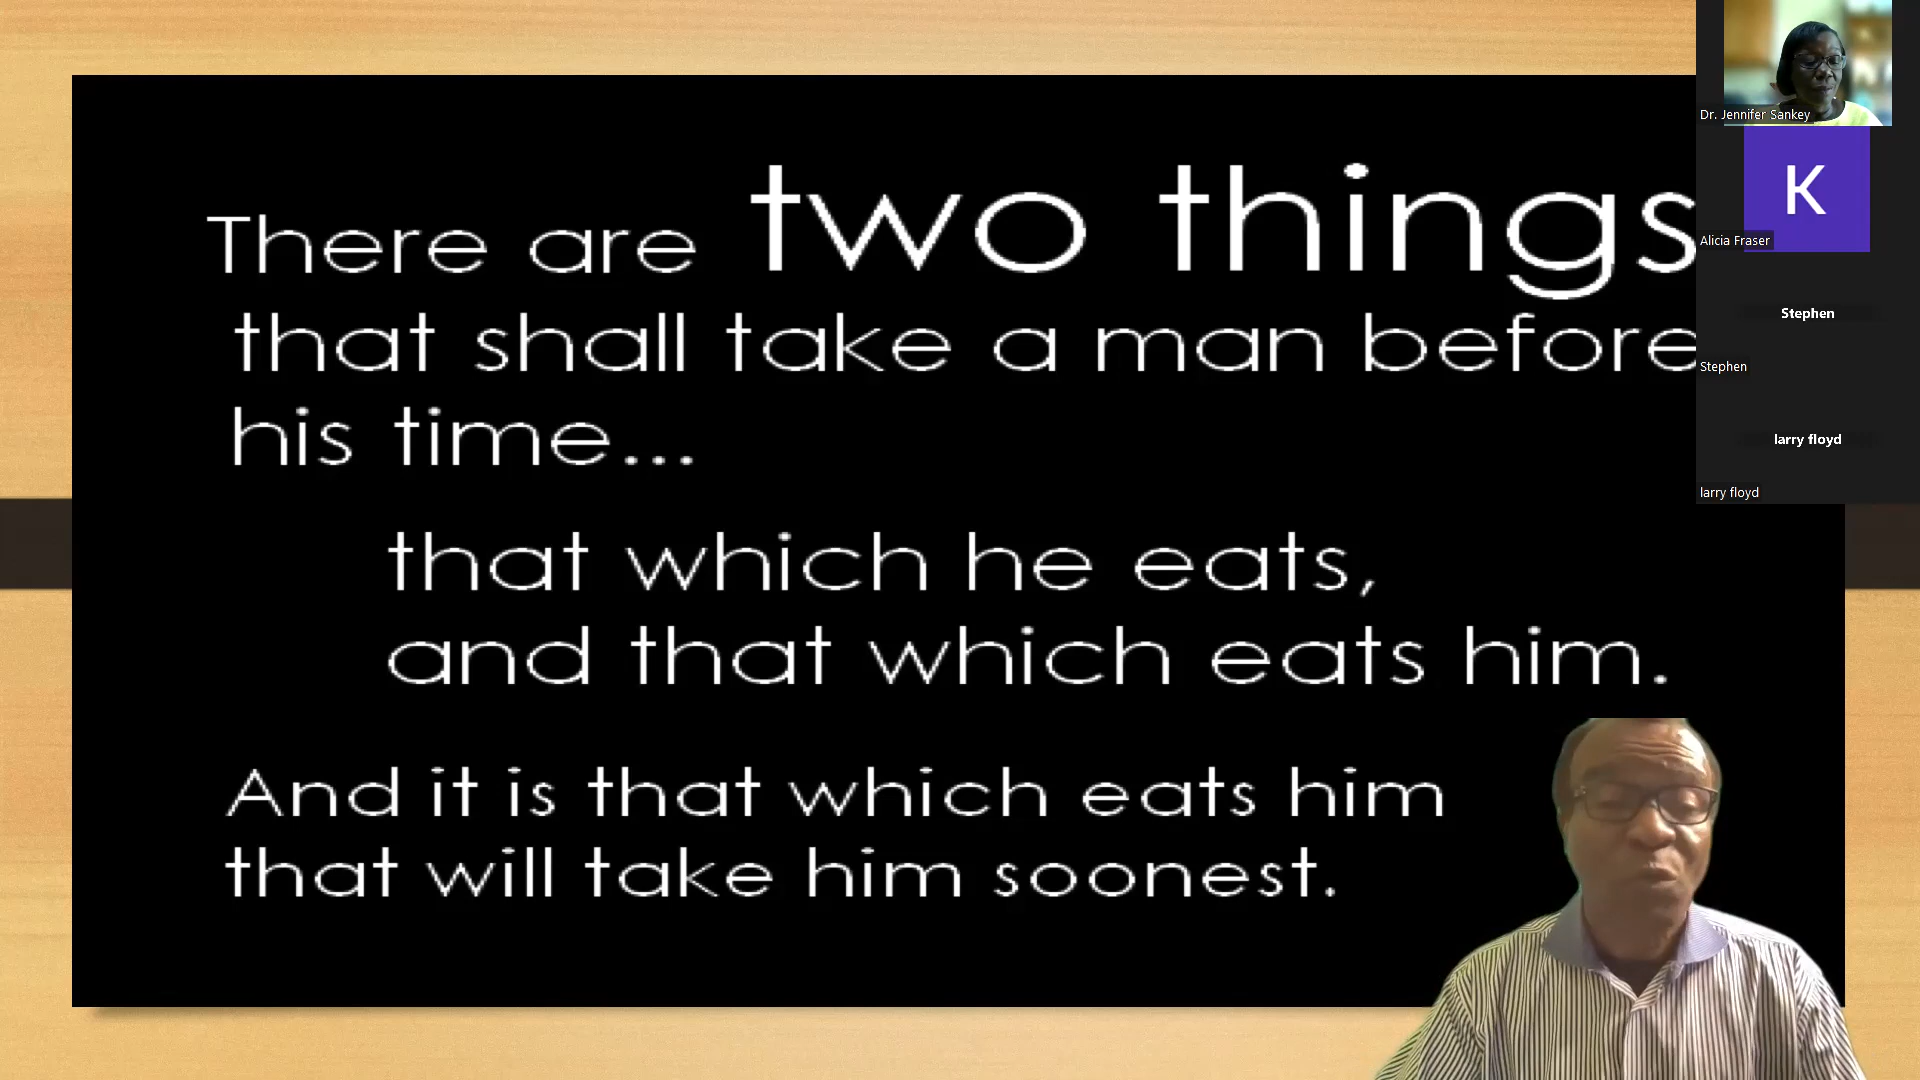 There are two things
that shall take a man before
his time...
that which he eats,
and that which eats him.
And it is that which eats him
that will take him soonest.
Dr. Jennifer Sankey
K
Alicia Fraser
Stephen
Stephen
larry floyd
larry floyd